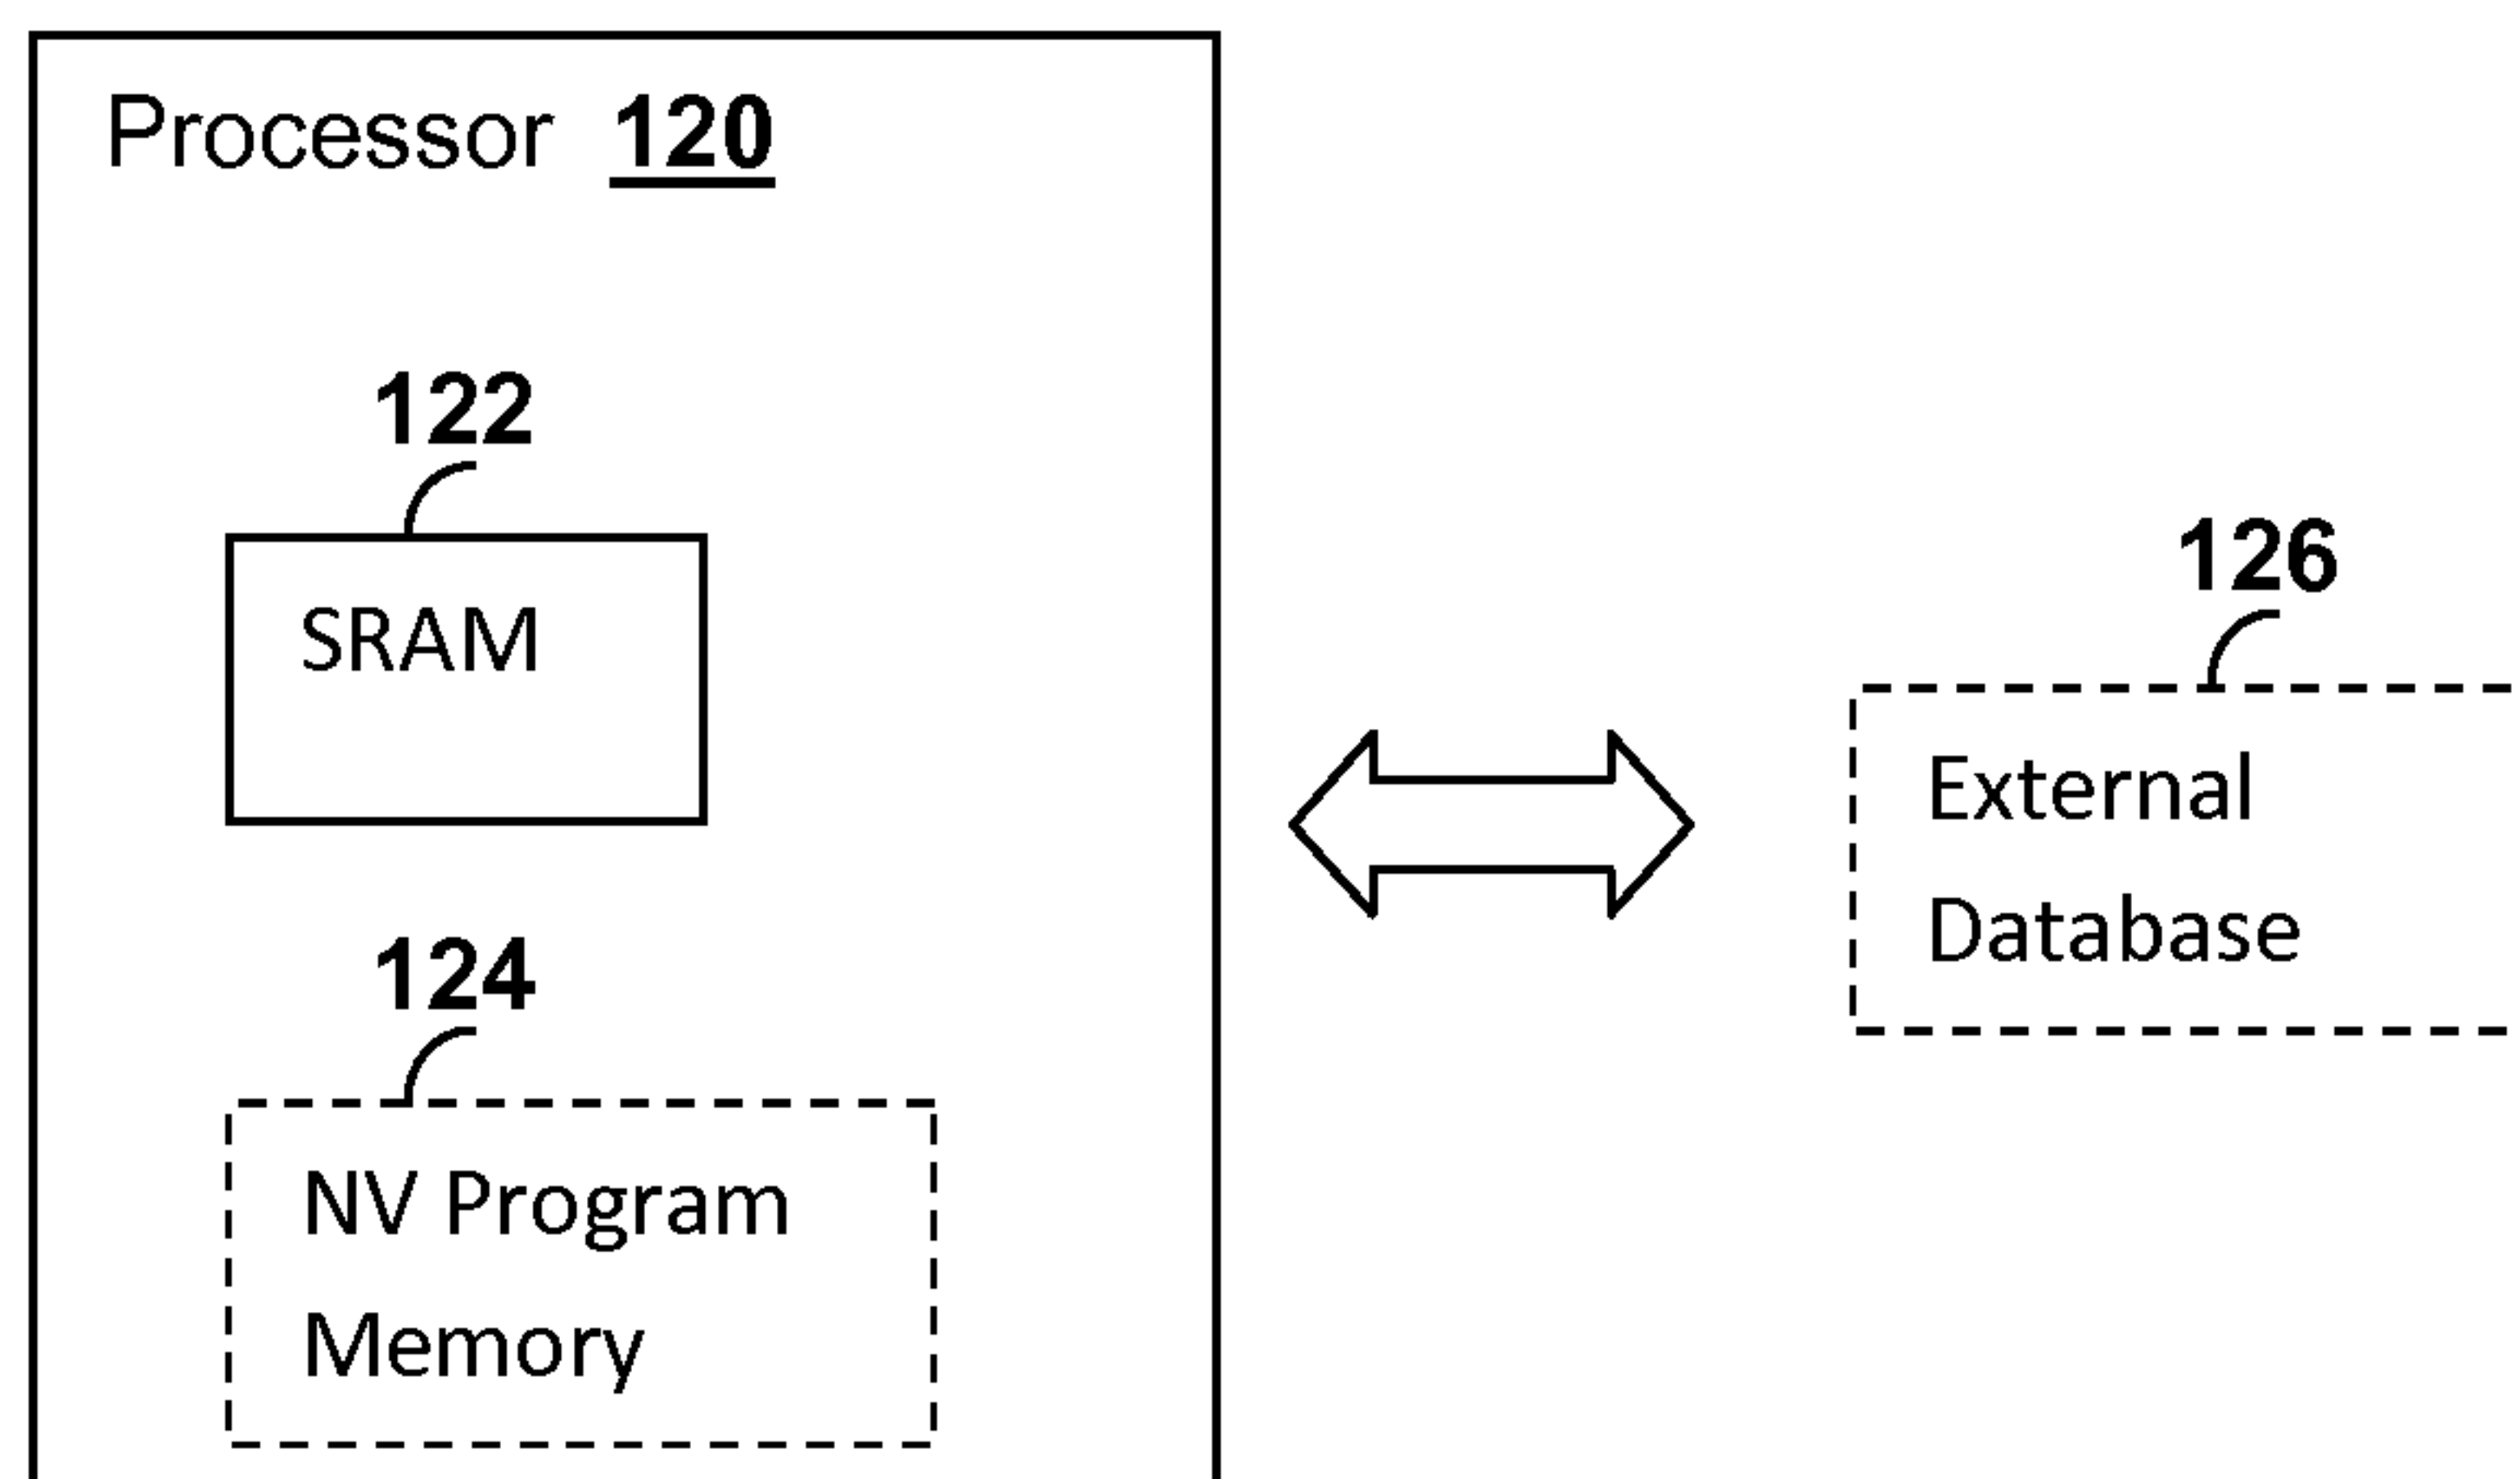 Processor 120
122
SRAM
126
External
Database
124
NV Program
Memory